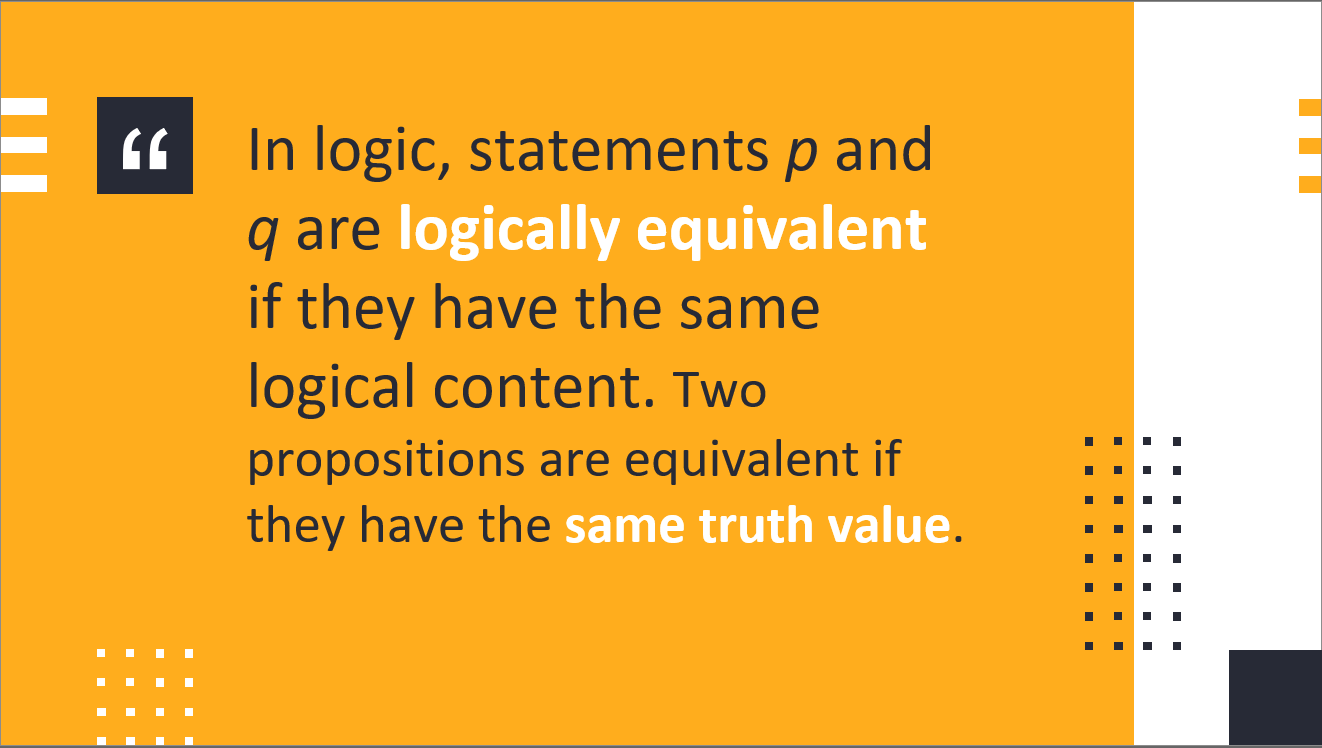 “
In logic, statements p and
q are logically equivalent
if they have the same
logical content. Two
propositions are equivalent if
they have the same truth value.